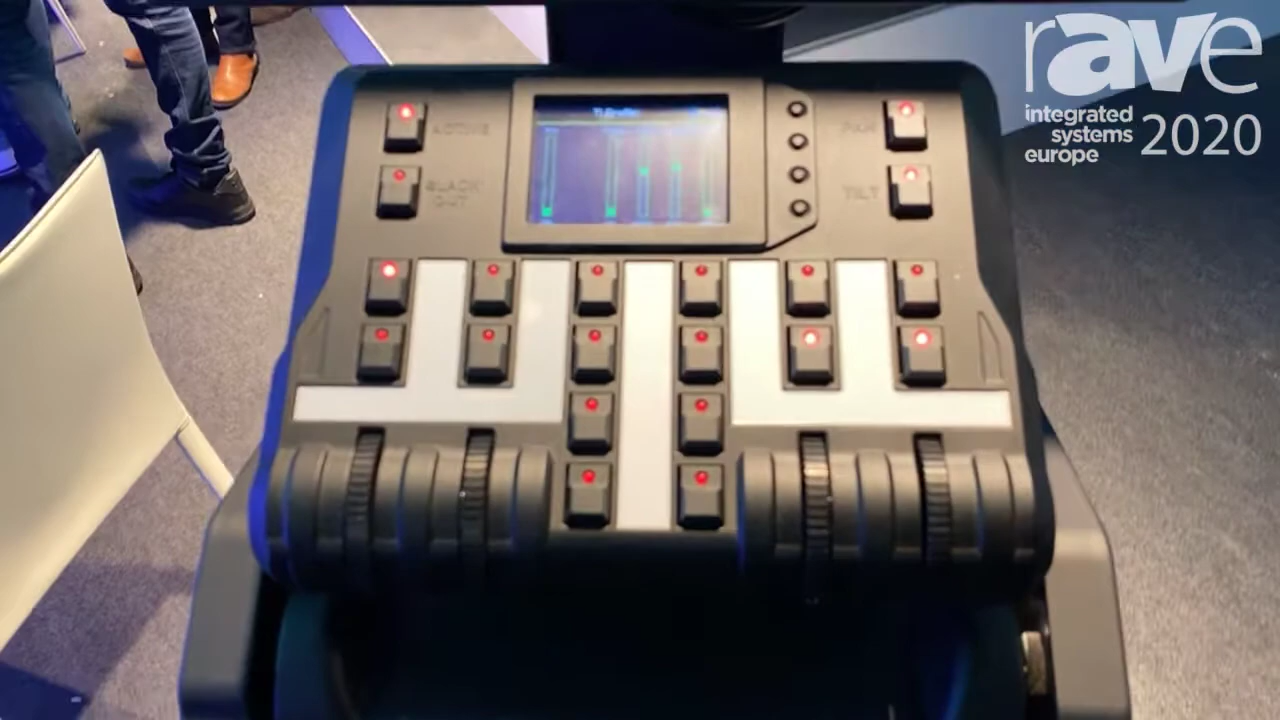 rAVe
integrated
systems
europe
2020
ACTIVE
BLACK
OUT
PAN
TILT